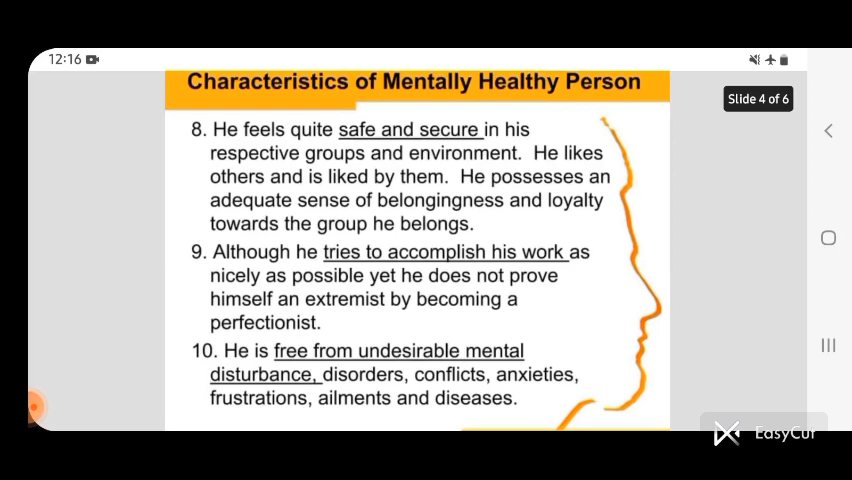 12:16
Characteristics of Mentally Healthy Person
Slide 4 of 6
8. He feels quite safe and secure in his
respective groups and environment. He likes
others and is liked by them. He possesses an
adequate sense of belongingness and loyalty
towards the group he belongs.
9. Although he tries to accomplish his work as
nicely as possible yet he does not prove
himself an extremist by becoming a
perfectionist.
10. He is free from undesirable mental
disturbance, disorders, conflicts, anxieties,
frustrations, ailments and diseases.
EasyCut